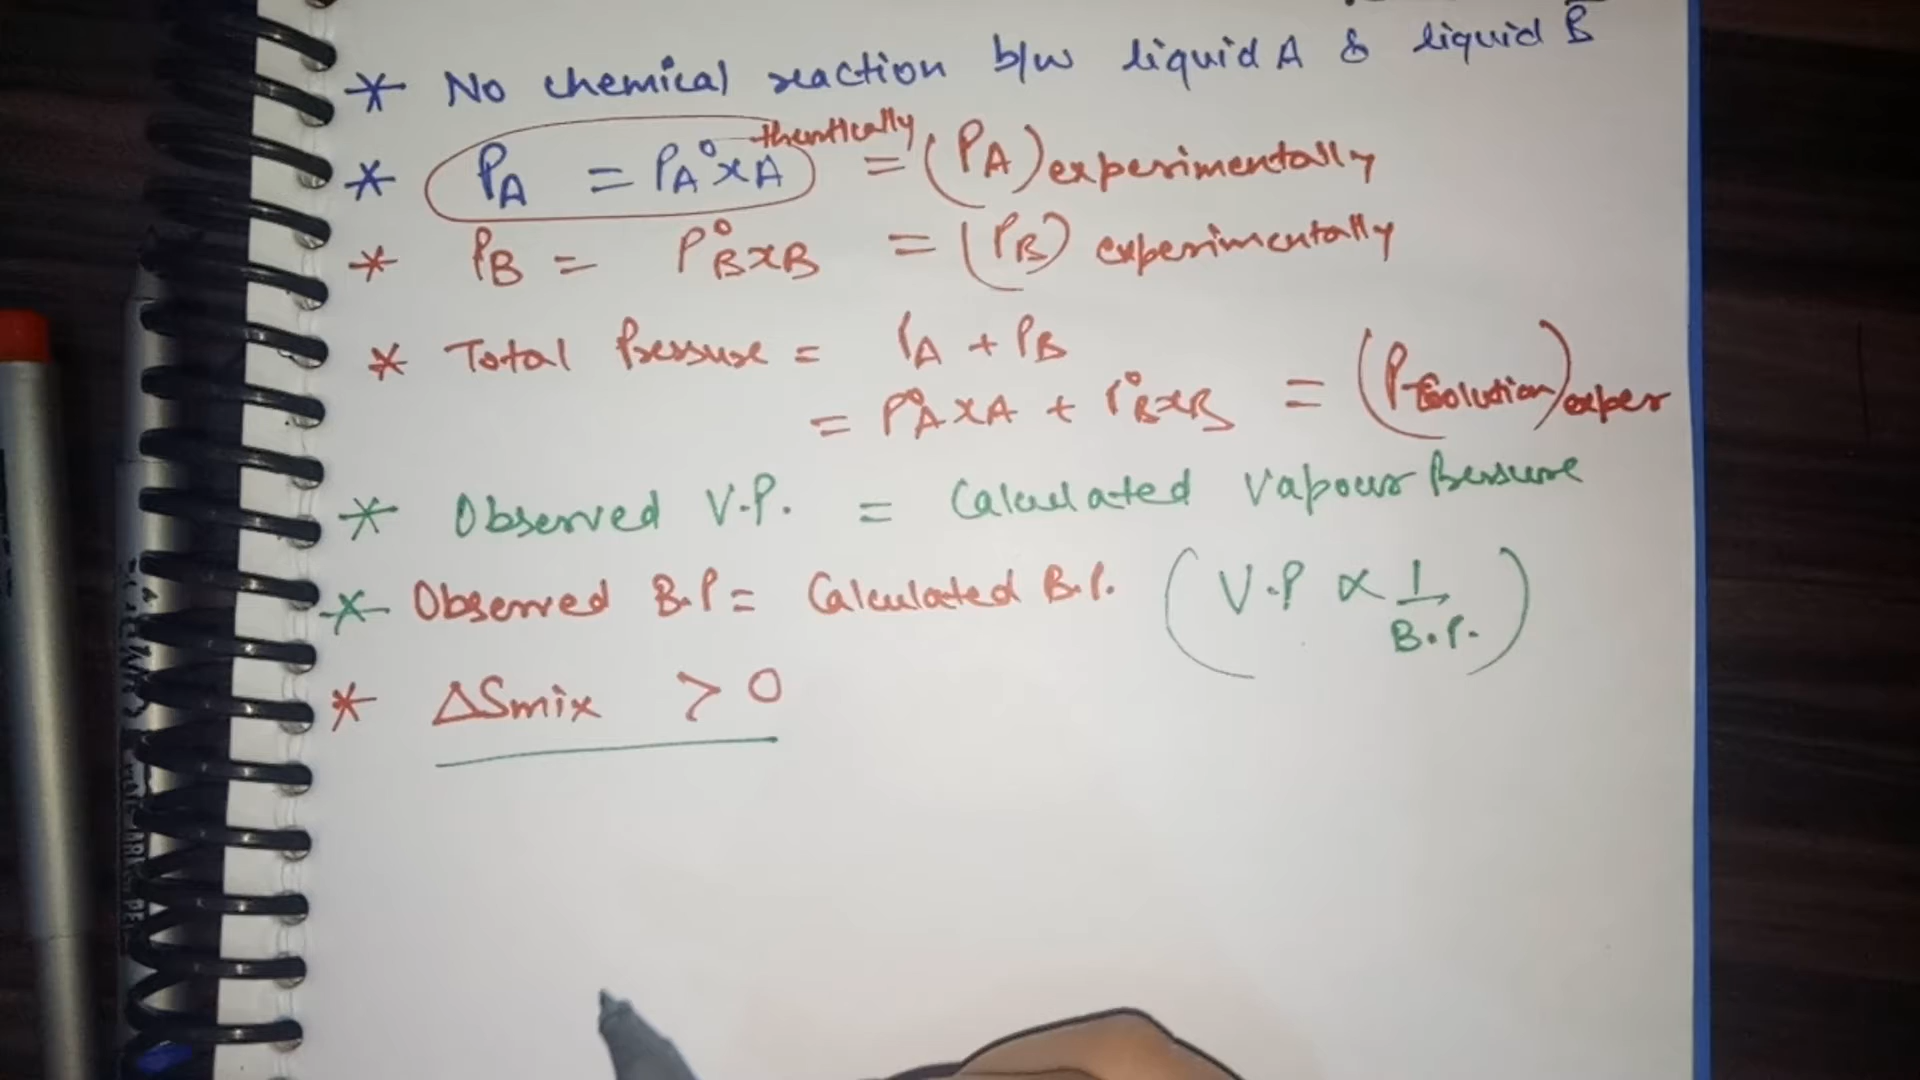 * No chemical reaction b/w liquid A & liquid B
* PA = PA°xA theortically = (PA) experimentally
* PB = P°BxB = (PB) experimentally
* Total Pressure = PA + PB
= P°AxA + P°BxB = (PSolution)exper
* Observed V.P. = Calculated Vapour Pressure
* Observed B.P = Calculated B.P. (V.P ∝ 1/B.P.)
* ΔSmix > 0